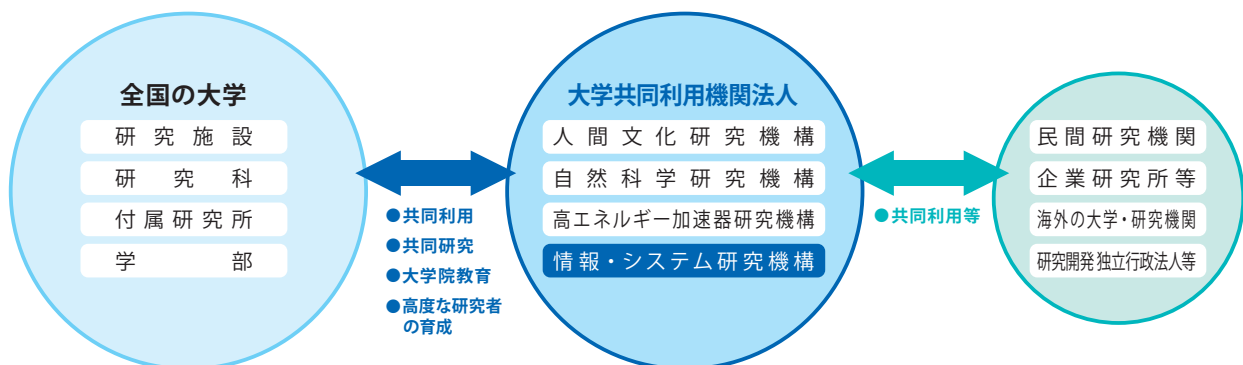 全国の大学
研究施設
研究科
付属研究所
学部
●共同利用
●共同研究
●大学院教育
●高度な研究者
の育成
大学共同利用機関法人
人間文化研究機構
自然科学研究機構
高エネルギー加速器研究機構
情報・システム研究機構
●共同利用等
民間研究機関
企業研究所等
海外の大学・研究機関
研究開発独立行政法人等